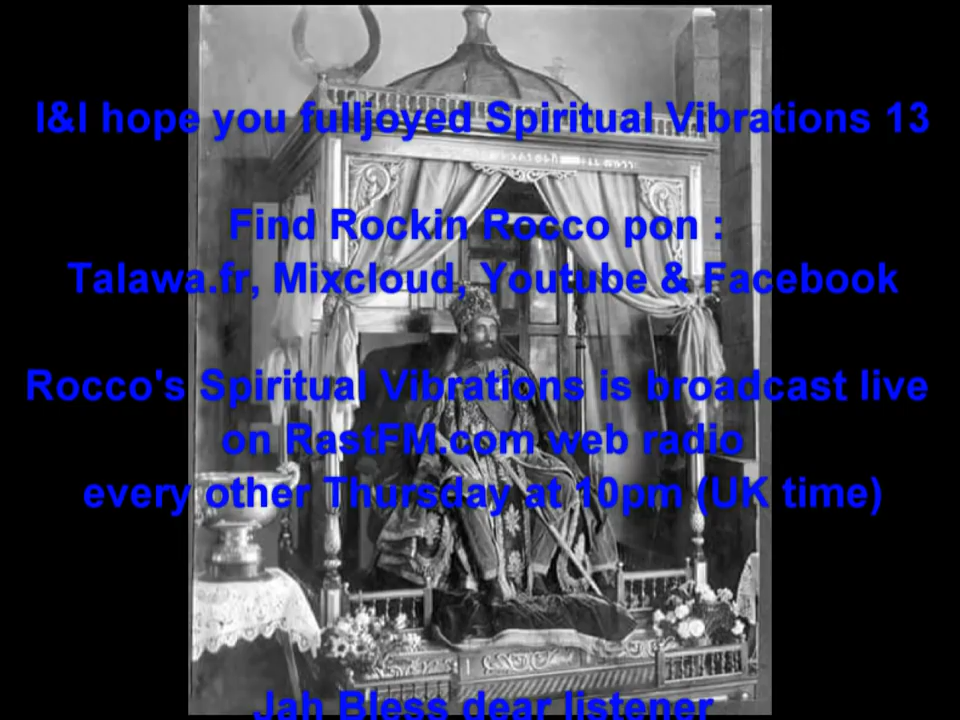 I&I hope you fulljoyed Spiritual Vibrations 13
Find Rockin Rocco pon :
Talawa.fr, Mixcloud, Youtube & Facebook
Rocco's Spiritual Vibrations is broadcast live
on RastFM.com web radio
every other Thursday at 10pm (UK time)
Jah Bless dear listener